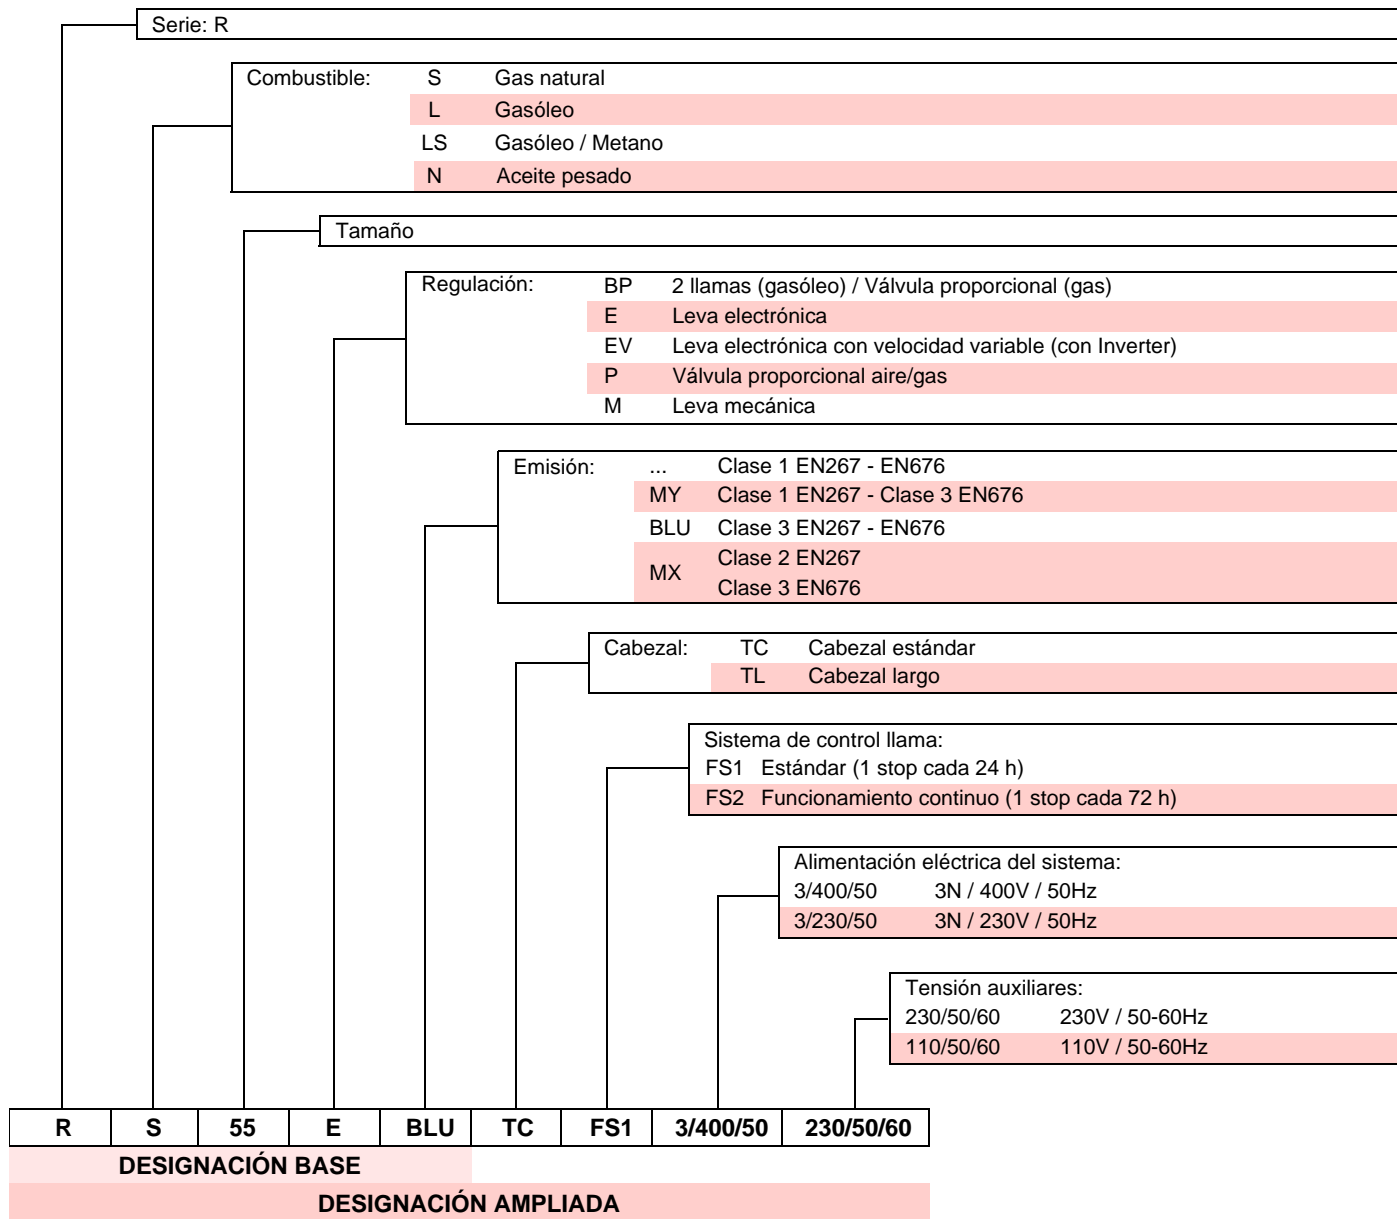 Serie: R
Combustible: S Gas natural
L Gasóleo
LS Gasóleo / Metano
N Aceite pesado
Tamaño
Regulación: BP 2 llamas (gasóleo) / Válvula proporcional (gas)
E Leva electrónica
EV Leva electrónica con velocidad variable (con Inverter)
P Válvula proporcional aire/gas
M Leva mecánica
Emisión: ... Clase 1 EN267 - EN676
MY Clase 1 EN267 - Clase 3 EN676
BLU Clase 3 EN267 - EN676
MX Clase 2 EN267
Clase 3 EN676
Cabezal: TC Cabezal estándar
TL Cabezal largo
Sistema de control llama:
FS1 Estándar (1 stop cada 24 h)
FS2 Funcionamiento continuo (1 stop cada 72 h)
Alimentación eléctrica del sistema:
3/400/50 3N / 400V / 50Hz
3/230/50 3N / 230V / 50Hz
Tensión auxiliares:
230/50/60 230V / 50-60Hz
110/50/60 110V / 50-60Hz
R S 55 E BLU TC FS1 3/400/50 230/50/60
DESIGNACIÓN BASE
DESIGNACIÓN AMPLIADA